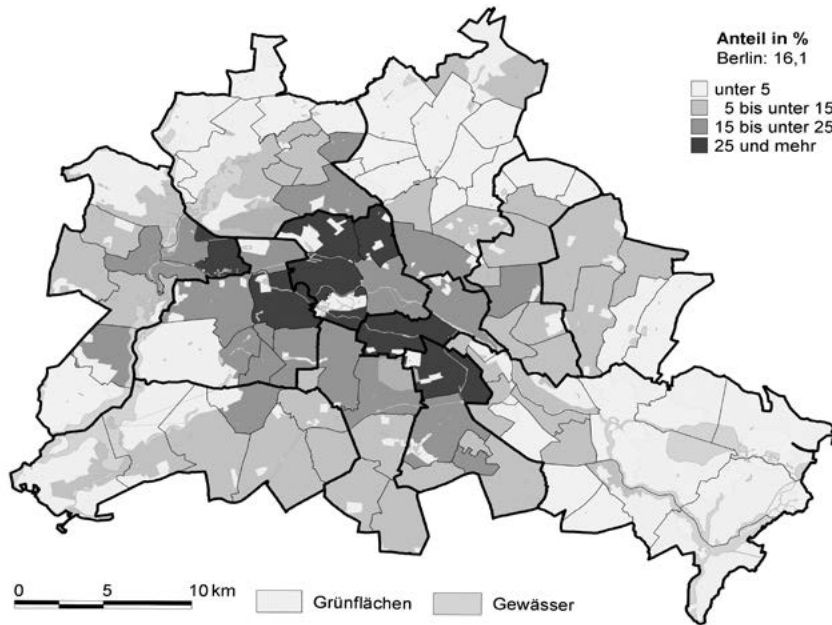 Anteil in %
Berlin: 16,1
unter 5
5 bis unter 15
15 bis unter 25
25 und mehr
0 5 10 km
Grünflächen Gewässer